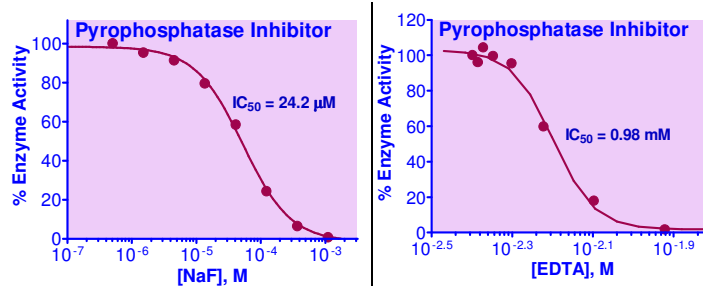 Pyrophosphatase Inhibitor
% Enzyme Activity
100
80
60
40
20
0
IC50 = 24.2 µM
10-7
10-6
10-5
10-4
10-3
[NaF], M
Pyrophosphatase Inhibitor
% Enzyme Activity
120
100
80
60
40
20
0
IC50 = 0.98 mM
10-2.5
10-2.3
10-2.1
10-1.9
[EDTA], M